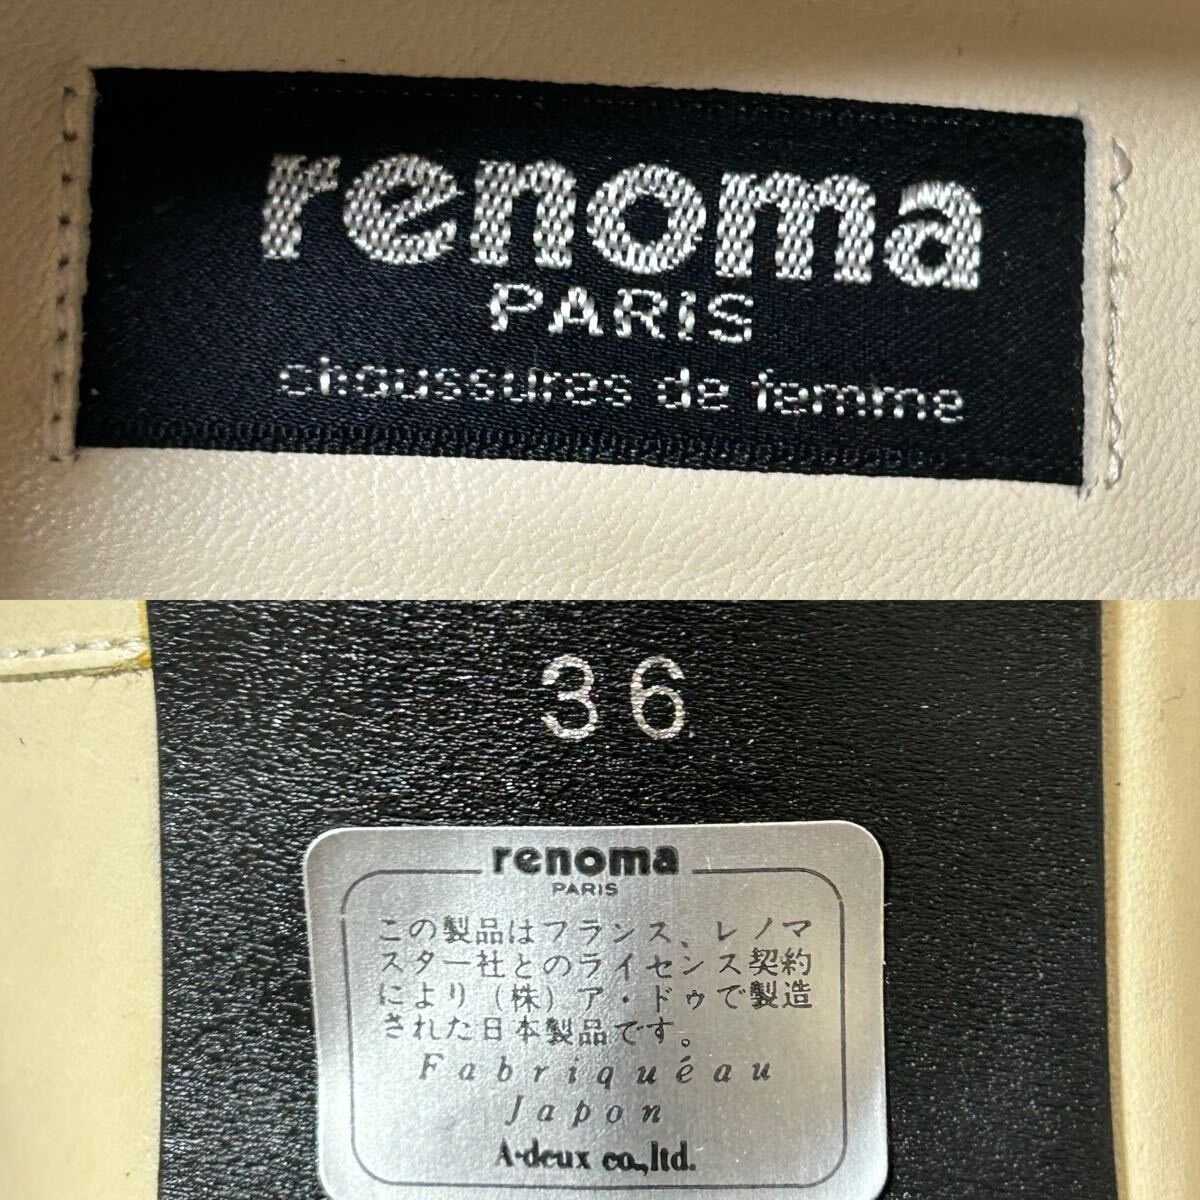 renoma
PARIS
chaussures de femme
36
renoma
PARIS
この製品はフランス、レノマ
スター社とのライセンス契約
により（株）ア・ドゥで製造
された日本製品です。
Fabriquéau
Japon
A·deux co.,ltd.